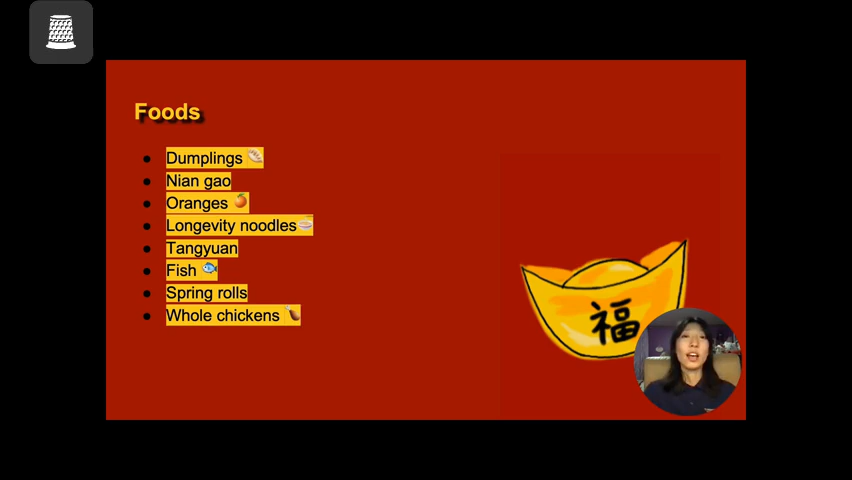 Foods
Dumplings
Nian gao
Oranges
Longevity noodles
Tangyuan
Fish
Spring rolls
Whole chickens
福